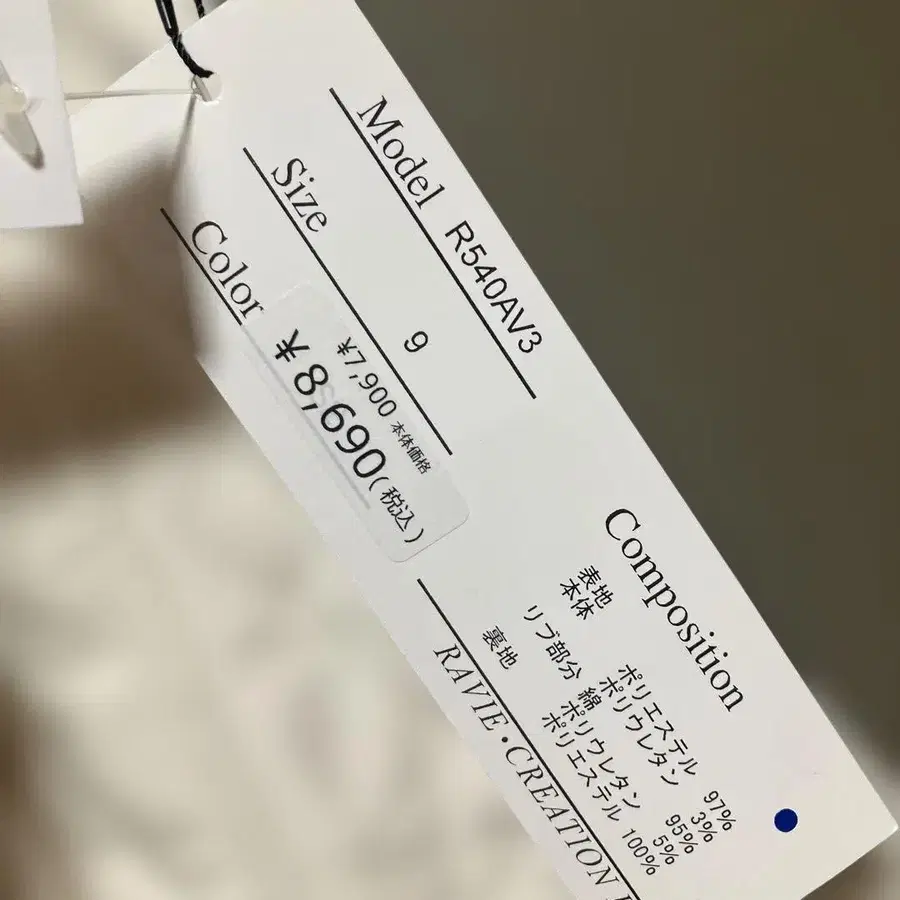 Model R540AV3
Size 9
Color
¥7,900 本体価格
¥8,690(税込)
Composition
表地
本体 ポリエステル 97%
ポリウレタン 3%
リブ部分 綿 95%
ポリウレタン 5%
裏地 ポリエステル 100%
RAVIE・CREATION